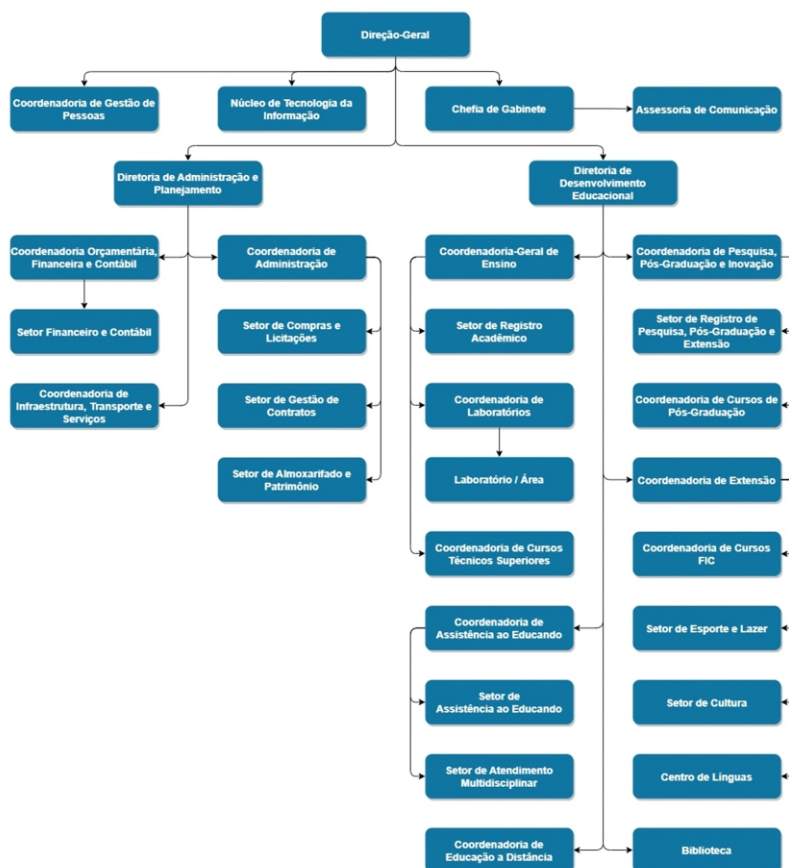 Direção-Geral
Coordenadoria de Gestão de
Pessoas
Núcleo de Tecnologia da
Informação
Chefia de Gabinete
Assessoria de Comunicação
Diretoria de Administração e
Planejamento
Diretoria de
Desenvolvimento
Educacional
Coordenadoria Orçamentária,
Financeira e Contábil
Coordenadoria de
Administração
Coordenadoria-Geral de
Ensino
Coordenadoria de Pesquisa,
Pós-Graduação e Inovação
Setor Financeiro e Contábil
Setor de Compras e
Licitações
Setor de Registro
Acadêmico
Setor de Registro de
Pesquisa, Pós-Graduação e
Extensão
Coordenadoria de
Infraestrutura, Transporte e
Serviços
Setor de Gestão de
Contratos
Coordenadoria de
Laboratórios
Coordenadoria de Cursos de
Pós-Graduação
Setor de Almoxarifado e
Patrimônio
Laboratório / Área
Coordenadoria de Extensão
Coordenadoria de Cursos
Técnicos Superiores
Coordenadoria de Cursos
FIC
Coordenadoria de
Assistência ao Educando
Setor de Esporte e Lazer
Setor de
Assistência ao Educando
Setor de Cultura
Setor de Atendimento
Multidisciplinar
Centro de Línguas
Coordenadoria de
Educação a Distância
Biblioteca